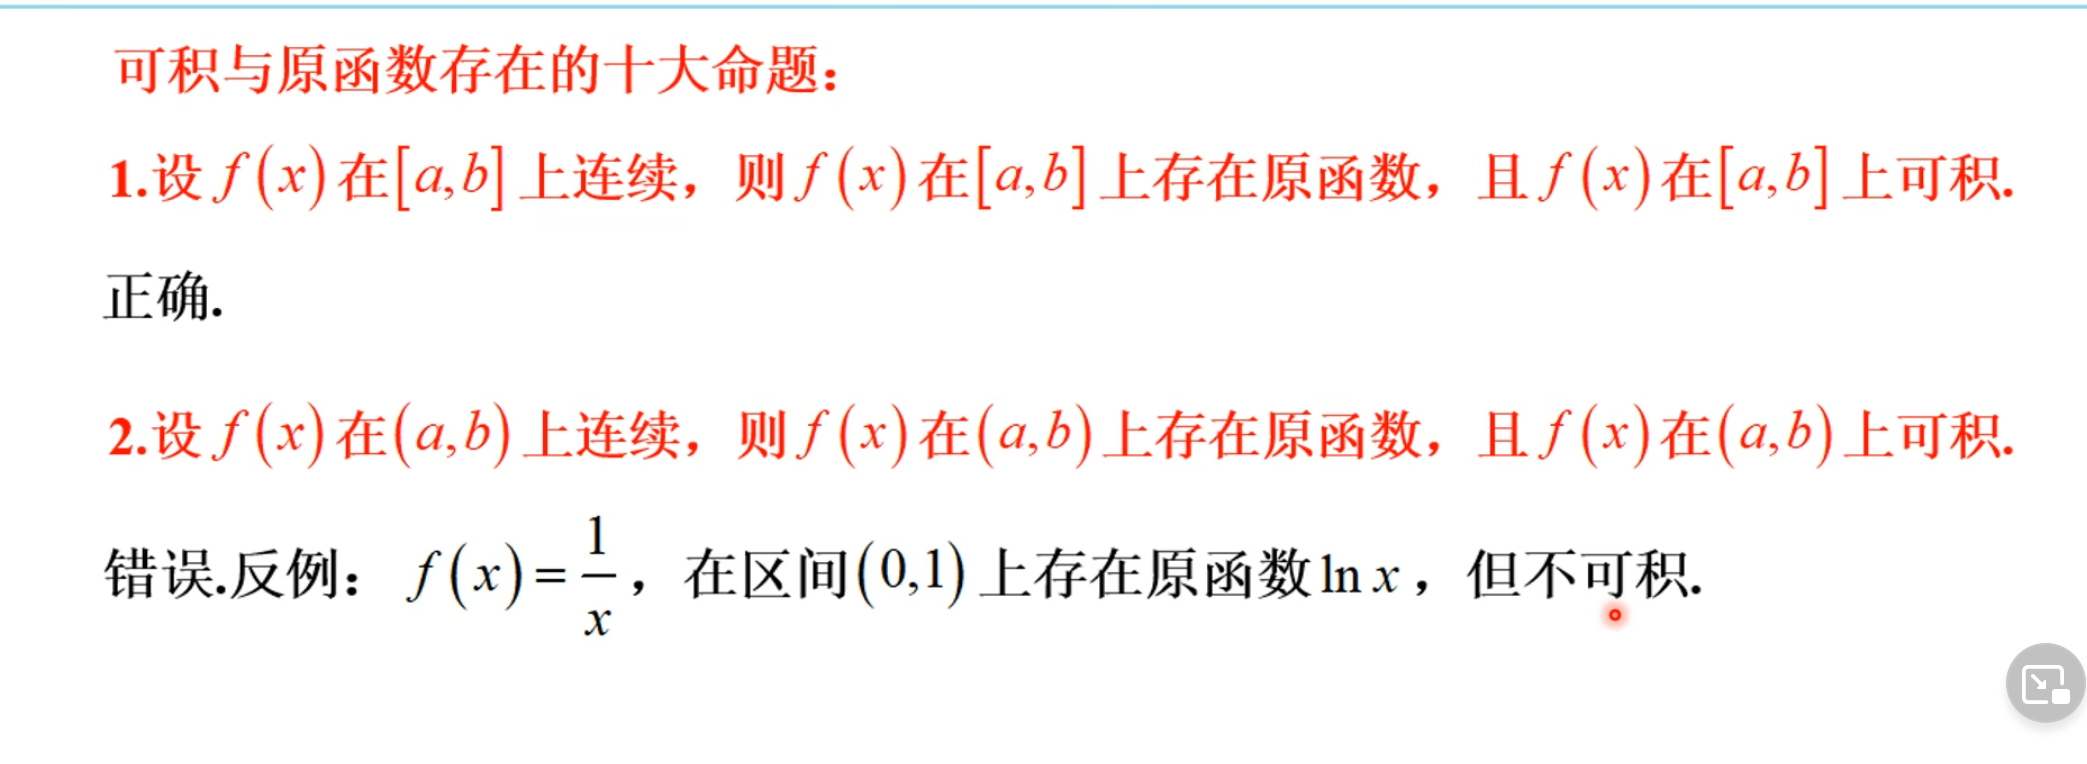 可积与原函数存在的十大命题：
1.设 f(x) 在[a,b] 上连续，则 f(x) 在[a,b] 上存在原函数，且 f(x) 在[a,b] 上可积.
正确.
2.设 f(x) 在(a,b) 上连续，则 f(x) 在(a,b) 上存在原函数，且 f(x) 在(a,b) 上可积.
错误.反例： f(x)=1/x，在区间(0,1) 上存在原函数ln x，但不可积.